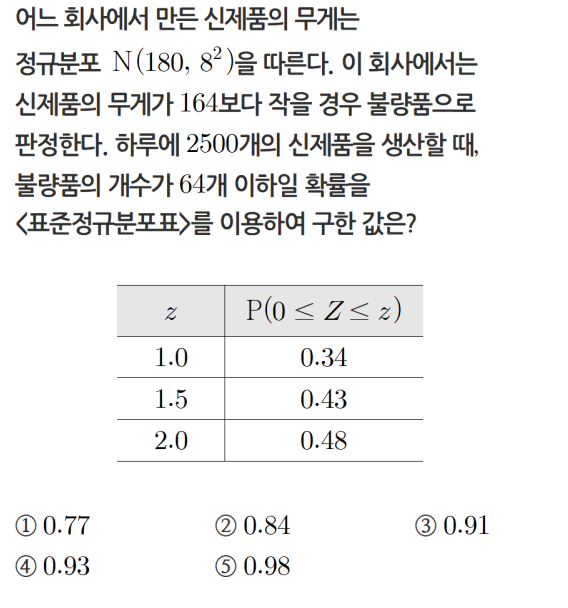 어느 회사에서 만든 신제품의 무게는
정규분포 N(180, 8²)을 따른다. 이 회사에서는
신제품의 무게가 164보다 작을 경우 불량품으로
판정한다. 하루에 2500개의 신제품을 생산할 때,
불량품의 개수가 64개 이하일 확률을
<표준정규분포표>를 이용하여 구한 값은?
z P(0 ≤ Z ≤ z)
1.0 0.34
1.5 0.43
2.0 0.48
① 0.77 ② 0.84 ③ 0.91
④ 0.93 ⑤ 0.98